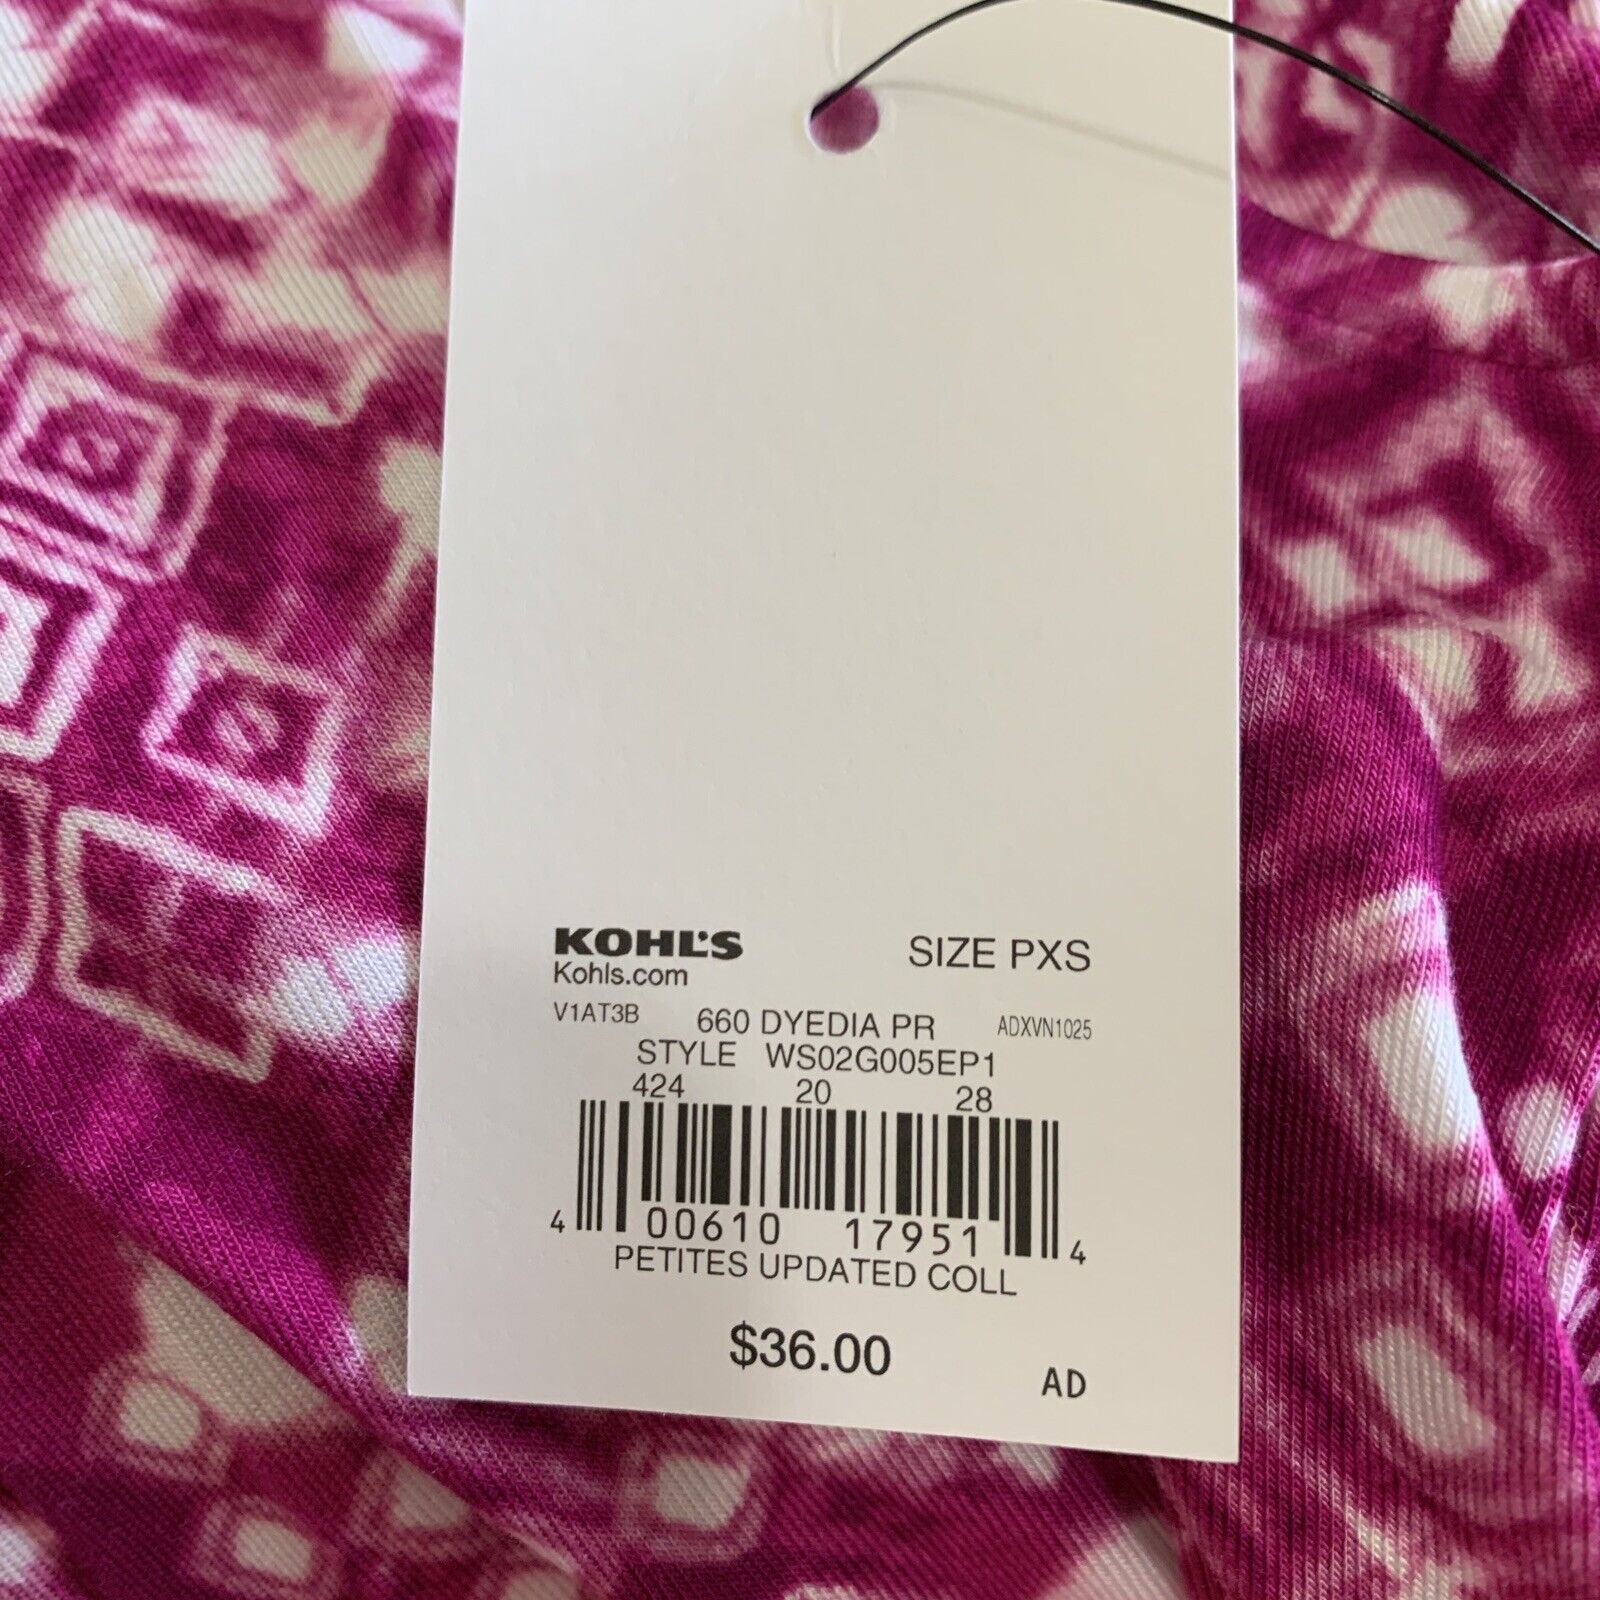 KOHL'S SIZE PXS
Kohls.com
V1AT3B 660 DYEDIA PR ADXVN1025
STYLE WS02G005EP1
424 20 28
4 00610 17951 4
PETITES UPDATED COLL
$36.00
AD